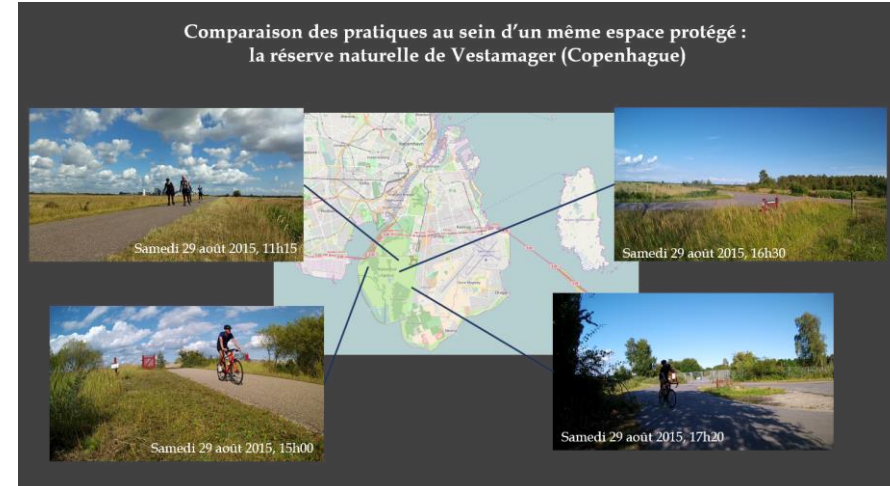 Comparaison des pratiques au sein d'un même espace protégé :
la réserve naturelle de Vestamager (Copenhague)
Samedi 29 août 2015, 11h15
Samedi 29 août 2015, 16h30
Samedi 29 août 2015, 15h00
Samedi 29 août 2015, 17h20